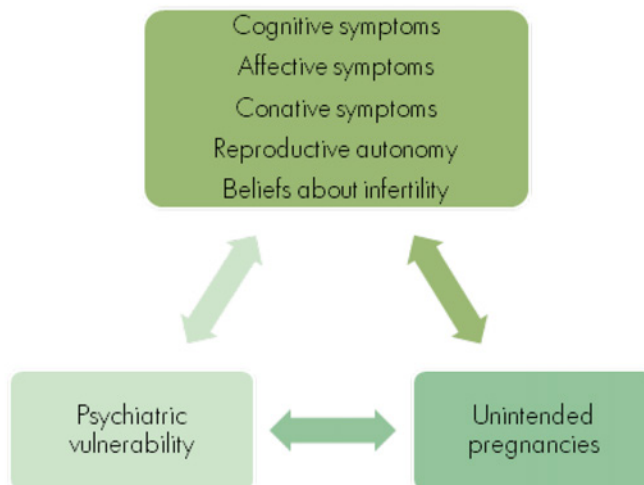 Cognitive symptoms
Affective symptoms
Conative symptoms
Reproductive autonomy
Beliefs about infertility
Psychiatric
vulnerability
Unintended
pregnancies